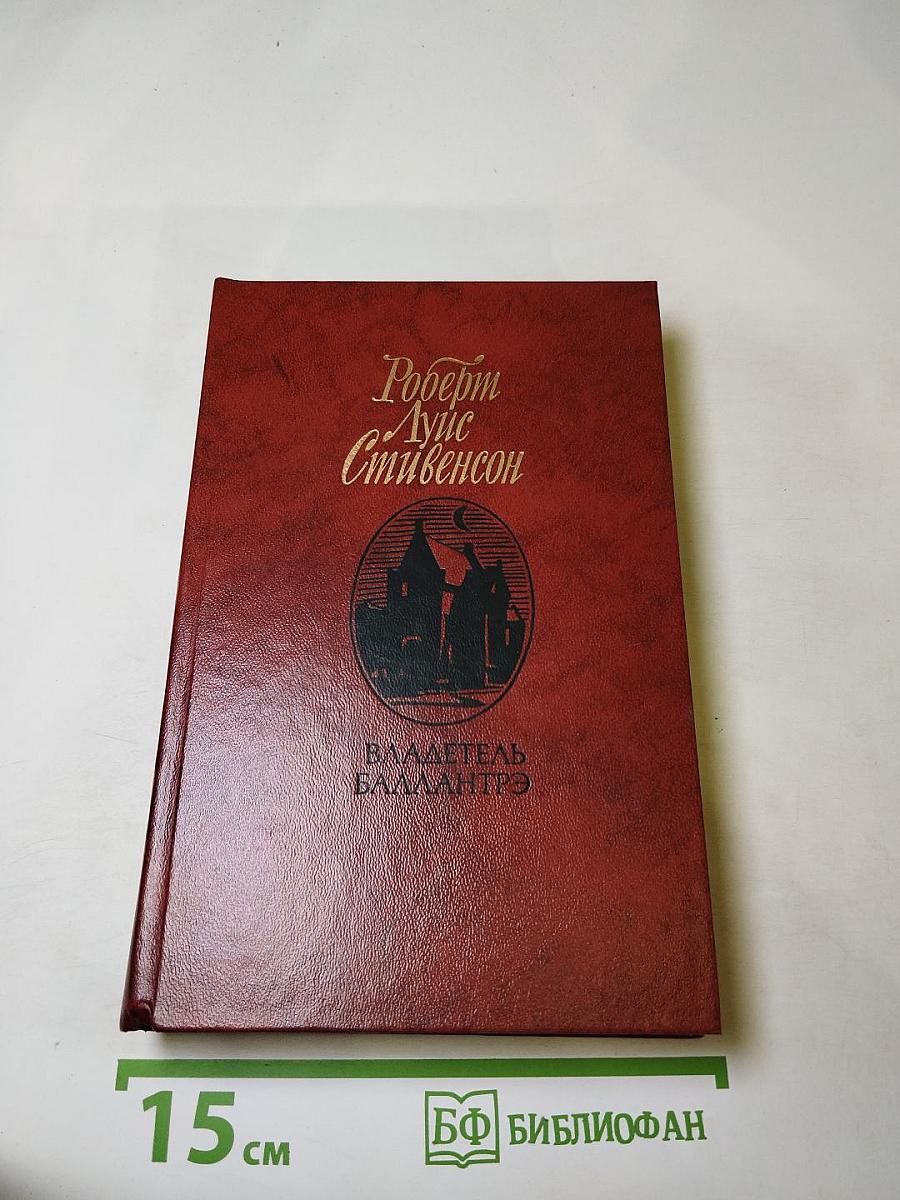 Роберт
Луис
Стивенсон
ВЛАДЕТЕЛЬ
БАЛЛАНТРЭ
15 см
БФ БИБЛИОФАН